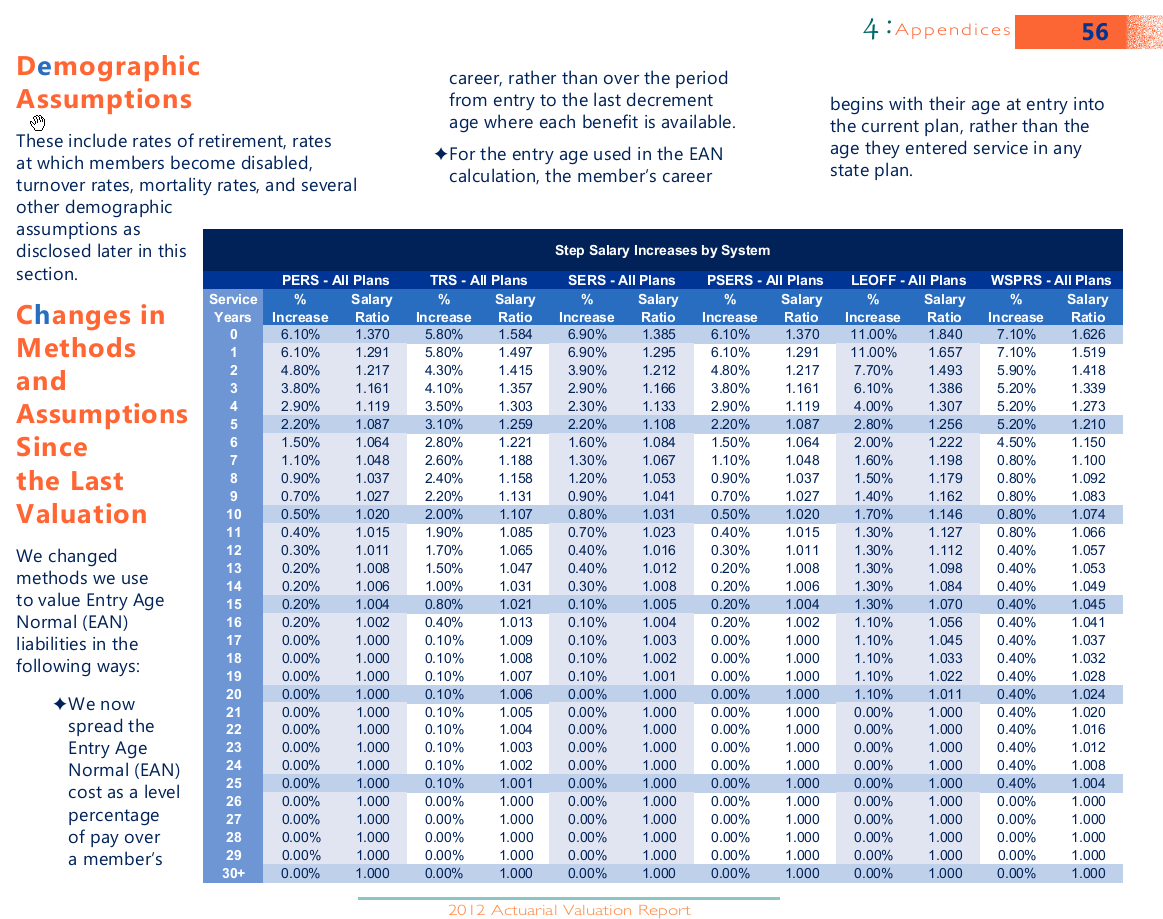 4: Appendices 56
Demographic
Assumptions
These include rates of retirement, rates
at which members become disabled,
turnover rates, mortality rates, and several
other demographic
assumptions as
disclosed later in this
section.
Changes in
Methods
and
Assumptions
Since
the Last
Valuation
We changed
methods we use
to value Entry Age
Normal (EAN)
liabilities in the
following ways:
✦We now
spread the
Entry Age
Normal (EAN)
cost as a level
percentage
of pay over
a member's
career, rather than over the period
from entry to the last decrement
age where each benefit is available.
✦For the entry age used in the EAN
calculation, the member's career
begins with their age at entry into
the current plan, rather than the
age they entered service in any
state plan.
Step Salary Increases by System
PERS - All Plans TRS - All Plans SERS - All Plans PSERS - All Plans LEOFF - All Plans WSPRS - All Plans
Service % Salary % Salary % Salary % Salary % Salary % Salary
Years Increase Ratio Increase Ratio Increase Ratio Increase Ratio Increase Ratio Increase Ratio
0 6.10% 1.370 5.80% 1.584 6.90% 1.385 6.10% 1.370 11.00% 1.840 7.10% 1.626
1 6.10% 1.291 5.80% 1.497 6.90% 1.295 6.10% 1.291 11.00% 1.657 7.10% 1.519
2 4.80% 1.217 4.30% 1.415 3.90% 1.212 4.80% 1.217 7.70% 1.493 5.90% 1.418
3 3.80% 1.161 4.10% 1.357 2.90% 1.166 3.80% 1.161 6.10% 1.386 5.20% 1.339
4 2.90% 1.119 3.50% 1.303 2.30% 1.133 2.90% 1.119 4.00% 1.307 5.20% 1.273
5 2.20% 1.087 3.10% 1.259 2.20% 1.108 2.20% 1.087 2.80% 1.256 5.20% 1.210
6 1.50% 1.064 2.80% 1.221 1.60% 1.084 1.50% 1.064 2.00% 1.222 4.50% 1.150
7 1.10% 1.048 2.60% 1.188 1.30% 1.067 1.10% 1.048 1.60% 1.198 0.80% 1.100
8 0.90% 1.037 2.40% 1.158 1.20% 1.053 0.90% 1.037 1.50% 1.179 0.80% 1.092
9 0.70% 1.027 2.20% 1.131 0.90% 1.041 0.70% 1.027 1.40% 1.162 0.80% 1.083
10 0.50% 1.020 2.00% 1.107 0.80% 1.031 0.50% 1.020 1.70% 1.146 0.80% 1.074
11 0.40% 1.015 1.90% 1.085 0.70% 1.023 0.40% 1.015 1.30% 1.127 0.80% 1.066
12 0.30% 1.011 1.70% 1.065 0.40% 1.016 0.30% 1.011 1.30% 1.112 0.40% 1.057
13 0.20% 1.008 1.50% 1.047 0.40% 1.012 0.20% 1.008 1.30% 1.098 0.40% 1.053
14 0.20% 1.006 1.00% 1.031 0.30% 1.008 0.20% 1.006 1.30% 1.084 0.40% 1.049
15 0.20% 1.004 0.80% 1.021 0.10% 1.005 0.20% 1.004 1.30% 1.070 0.40% 1.045
16 0.20% 1.002 0.40% 1.013 0.10% 1.004 0.20% 1.002 1.10% 1.056 0.40% 1.041
17 0.00% 1.000 0.10% 1.009 0.10% 1.003 0.00% 1.000 1.10% 1.045 0.40% 1.037
18 0.00% 1.000 0.10% 1.008 0.10% 1.002 0.00% 1.000 1.10% 1.033 0.40% 1.032
19 0.00% 1.000 0.10% 1.007 0.10% 1.001 0.00% 1.000 1.10% 1.022 0.40% 1.028
20 0.00% 1.000 0.10% 1.006 0.00% 1.000 0.00% 1.000 1.10% 1.011 0.40% 1.024
21 0.00% 1.000 0.10% 1.005 0.00% 1.000 0.00% 1.000 0.00% 1.000 0.40% 1.020
22 0.00% 1.000 0.10% 1.004 0.00% 1.000 0.00% 1.000 0.00% 1.000 0.40% 1.016
23 0.00% 1.000 0.10% 1.003 0.00% 1.000 0.00% 1.000 0.00% 1.000 0.40% 1.012
24 0.00% 1.000 0.10% 1.002 0.00% 1.000 0.00% 1.000 0.00% 1.000 0.40% 1.008
25 0.00% 1.000 0.10% 1.001 0.00% 1.000 0.00% 1.000 0.00% 1.000 0.40% 1.004
26 0.00% 1.000 0.00% 1.000 0.00% 1.000 0.00% 1.000 0.00% 1.000 0.00% 1.000
27 0.00% 1.000 0.00% 1.000 0.00% 1.000 0.00% 1.000 0.00% 1.000 0.00% 1.000
28 0.00% 1.000 0.00% 1.000 0.00% 1.000 0.00% 1.000 0.00% 1.000 0.00% 1.000
29 0.00% 1.000 0.00% 1.000 0.00% 1.000 0.00% 1.000 0.00% 1.000 0.00% 1.000
30+ 0.00% 1.000 0.00% 1.000 0.00% 1.000 0.00% 1.000 0.00% 1.000 0.00% 1.000
2012 Actuarial Valuation Report